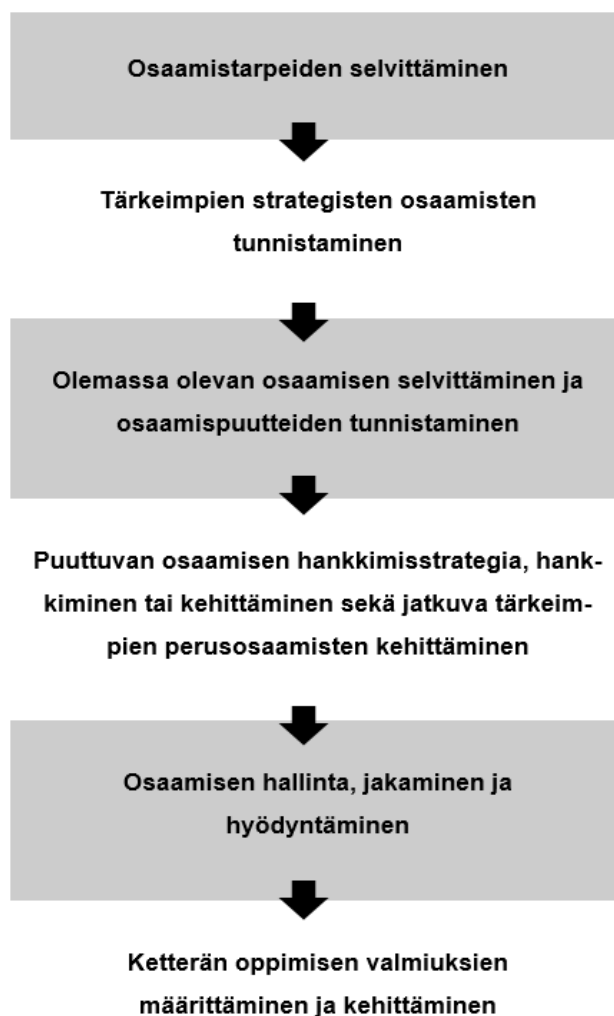 Osaamistarpeiden selvittäminen
Tärkeimpien strategisten osaamisten
tunnistaminen
Olemassa olevan osaamisen selvittäminen ja
osaamispuutteiden tunnistaminen
Puuttuvan osaamisen hankkimisstrategia, hank-
kiminen tai kehittäminen sekä jatkuva tärkeim-
pien perusosaamisten kehittäminen
Osaamisen hallinta, jakaminen ja
hyödyntäminen
Ketterän oppimisen valmiuksien
määrittäminen ja kehittäminen